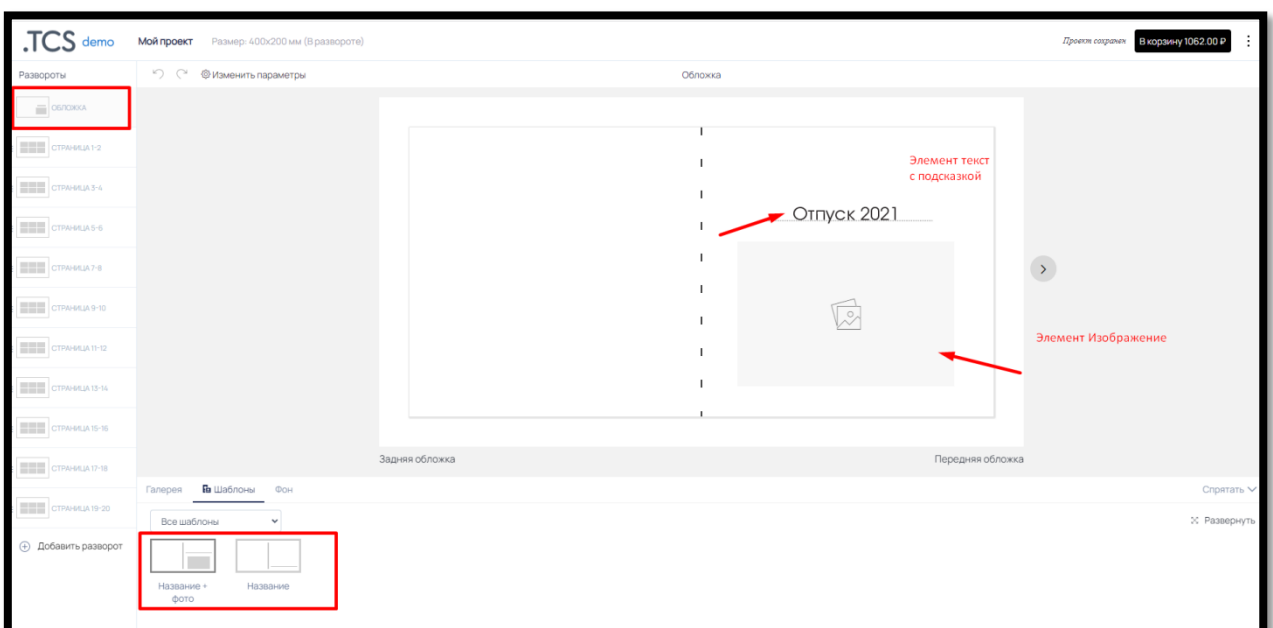 .TCS demo
Мой проект Размер: 400x200 мм (В развороте)
Проект сохранен
В корзину 1062.00 ₽
Развороты
Изменить параметры
Обложка
ОБЛОЖКА
СТРАНИЦА 1-2
СТРАНИЦА 3-4
СТРАНИЦА 5-6
СТРАНИЦА 7-8
СТРАНИЦА 9-10
СТРАНИЦА 11-12
СТРАНИЦА 13-14
СТРАНИЦА 15-16
СТРАНИЦА 17-18
СТРАНИЦА 19-20
Добавить разворот
Элемент текст
с подсказкой
Отпуск 2021
Элемент Изображение
Задняя обложка
Передняя обложка
Галерея Шаблоны Фон
Спрятать
Все шаблоны
Развернуть
Название +
фото
Название